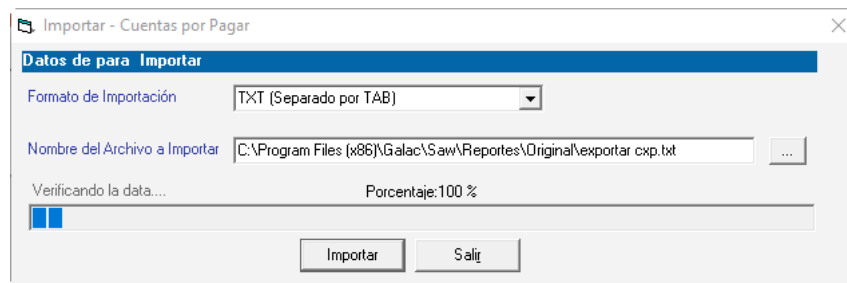 Importar - Cuentas por Pagar
Datos de para Importar
Formato de Importación TXT (Separado por TAB)
Nombre del Archivo a Importar C:\Program Files (x86)\Galac\Saw\Reportes\Original\exportar cxp.txt ...
Verificando la data.... Porcentaje:100 %
Importar Salir